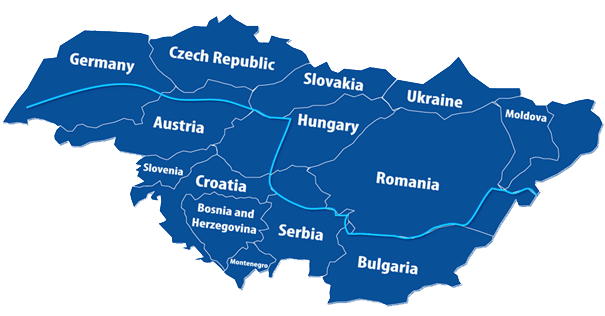 Germany
Czech Republic
Slovakia
Ukraine
Moldova
Austria
Hungary
Slovenia
Croatia
Romania
Bosnia and
Herzegovina
Serbia
Montenegro
Bulgaria